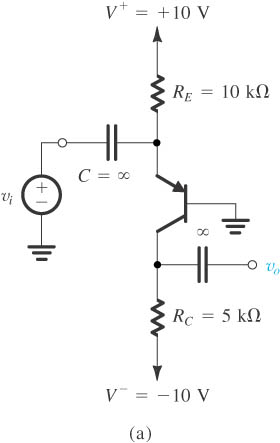 V⁺ = +10 V
R_E = 10 kΩ
C = ∞
v_i
+
−
∞
v_o
R_C = 5 kΩ
V⁻ = −10 V
(a)